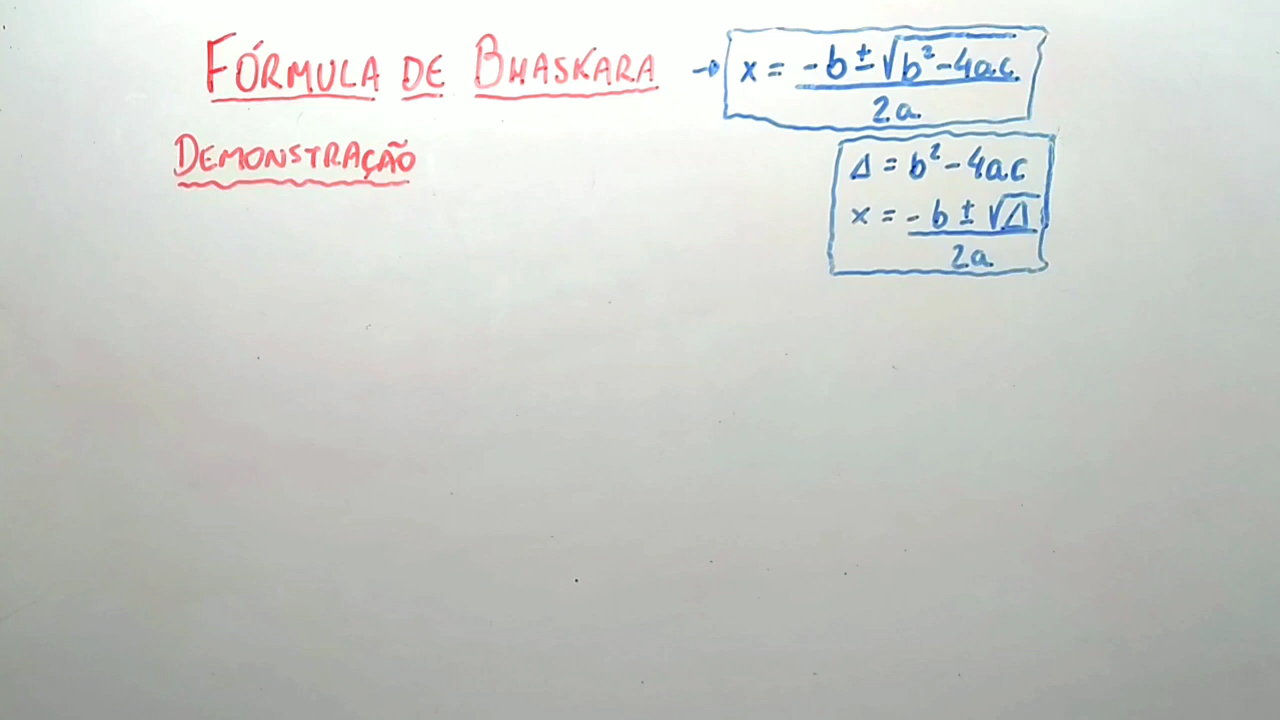 FÓRMULA DE BHASKARA → x = -b ± √b² - 4ac / 2a
DEMONSTRAÇÃO
Δ = b² - 4ac
x = -b ± √Δ / 2a